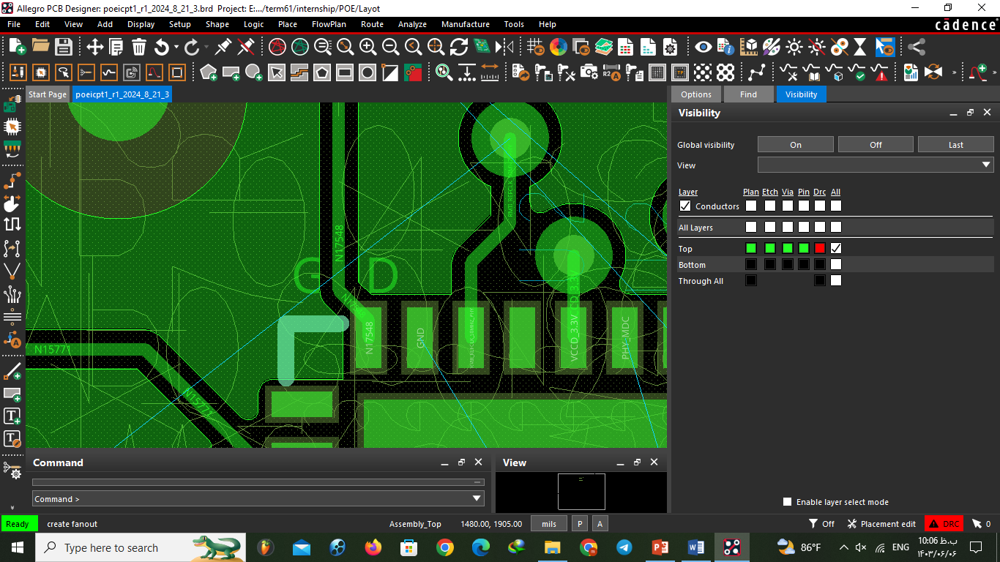 Allegro PCB Designer: poeicpt1_r1_2024_8_21_3.brd Project: E:.../term61/internship/POE/Layot
File Edit View Add Display Setup Shape Logic Place FlowPlan Route Analyze Manufacture Tools Help
cādence
Start Page poeicpt1_r1_2024_8_21_3
Options Find Visibility
Visibility
Global visibility On Off Last
View
Layer Plan Etch Via Pin Drc All
Conductors
All Layers
Top
Bottom
Through All
Enable layer select mode
N17548
G D
N17548
N17548
GND
VCCD_3.3V
PHY-MDC
N15771
N15771
Command
Command >
View
Ready create fanout Assembly_Top 1480.00, 1905.00 mils P A Off Placement edit DRC 0
Type here to search
86°F
ENG
10:06 ب.ظ
۱۴۰۳/۰۶/۰۶